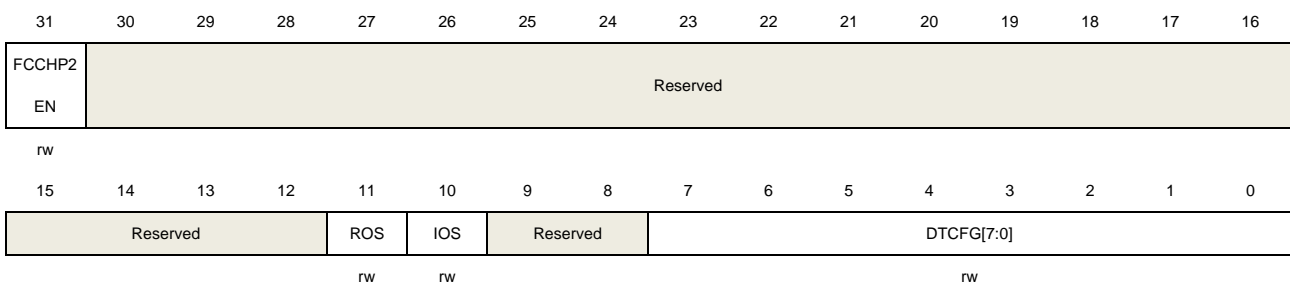 31 30 29 28 27 26 25 24 23 22 21 20 19 18 17 16
FCCHP2
EN
Reserved
rw
15 14 13 12 11 10 9 8 7 6 5 4 3 2 1 0
Reserved ROS IOS Reserved DTCFG[7:0]
rw rw rw